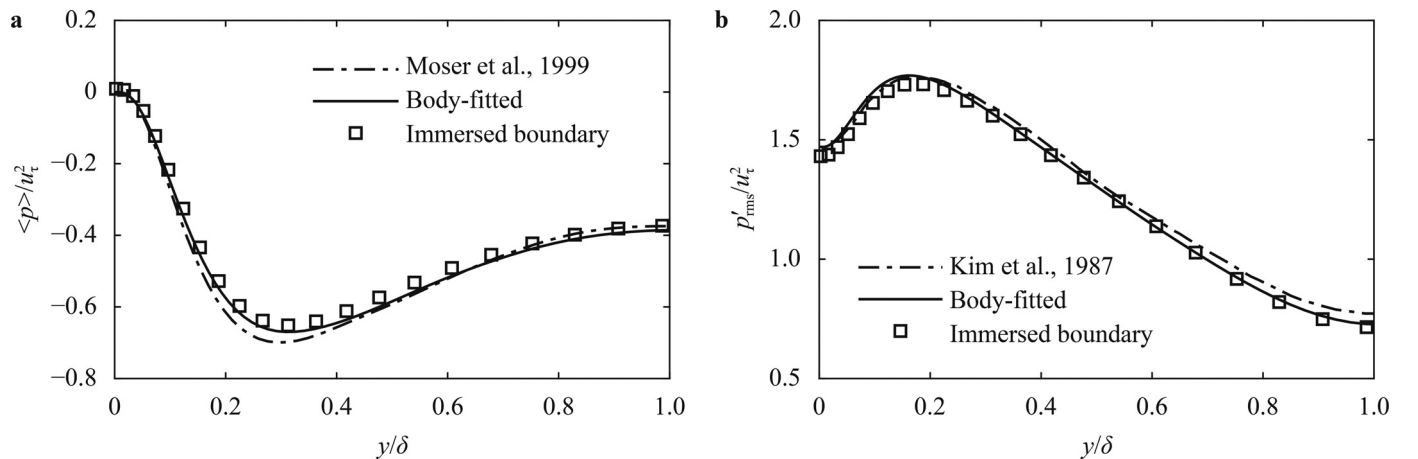 a
0.2
0
−0.2
−0.4
−0.6
−0.8
<p>/u²τ
Moser et al., 1999
Body-fitted
Immersed boundary
0 0.2 0.4 0.6 0.8 1.0
y/δ
b
2.0
1.5
1.0
0.5
p′rms/u²τ
Kim et al., 1987
Body-fitted
Immersed boundary
0 0.2 0.4 0.6 0.8 1.0
y/δ